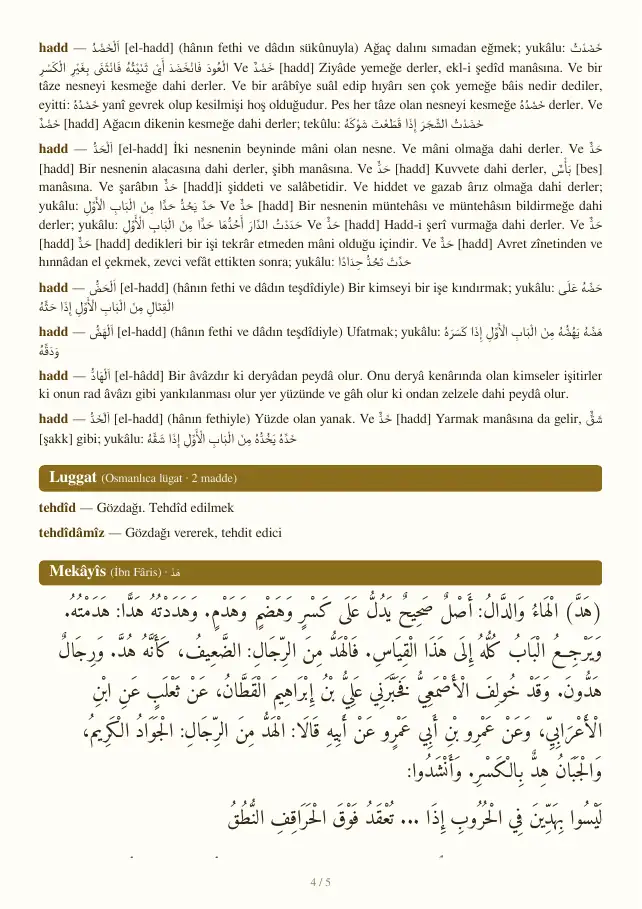 hadd — اَلْخَضْدُ [el-hadd] (hânın fethi ve dâdın sükûnuyla) Ağaç dalını sımadan eğmek; yukâlu: خَضَدْتُ
الْعُودَ فَانْخَضَدَ أَيْ ثَنَيْتُهُ فَانْثَنَى بِغَيْرِ الْكَسْرِ Ve خَضْدٌ [hadd] Ziyâde yemeğe derler, ekl-i şedîd manâsına. Ve bir
tâze nesneyi kesmeğe dahi derler. Ve bir arâbîye suâl edip hıyârı sen çok yemeğe bâis nedir dediler,
eyitti: خَضْدُهُ yanî gevrek olup kesilmişi hoş olduğudur. Pes her tâze olan nesneyi kesmeğe خَضْدُهُ derler. Ve
خَضْدٌ [hadd] Ağacın dikenin kesmeğe dahi derler; tekûlu: خَضَدْتُ الشَّجَرَ إِذَا قَطَعْتَ شَوْكَهُ
hadd — اَلْحَدُّ [el-hadd] İki nesnenin beyninde mâni olan nesne. Ve mâni olmağa dahi derler. Ve حَدٌّ
[hadd] Bir nesnenin alacasına dahi derler, şibh manâsına. Ve حَدٌّ [hadd] Kuvvete dahi derler, بَأْسٌ [bes]
manâsına. Ve şarâbın حَدٌّ [hadd]i şiddeti ve salâbetidir. Ve hiddet ve gazab ârız olmağa dahi derler;
yukâlu: حَدَّ يَحُدُّ حَدًّا مِنَ الْبَابِ الْأَوَّلِ Ve حَدٌّ [hadd] Bir nesnenin müntehâsı ve müntehâsın bildirmeğe dahi
derler; yukâlu: حَدَدْتُ الدَّارَ أَحُدُّهَا حَدًّا مِنَ الْبَابِ الْأَوَّلِ Ve حَدٌّ [hadd] Hadd-i şerî vurmağa dahi derler. Ve حَدٌّ
[hadd] حَدٌّ [hadd] dedikleri bir işi tekrâr etmeden mâni olduğu içindir. Ve حَدٌّ [hadd] Avret zînetinden ve
hınnâdan el çekmek, zevci vefât ettikten sonra; yukâlu: حَدَّتْ تَحُدُّ حِدَادًا
hadd — اَلْحَضُّ [el-hadd] (hânın fethi ve dâdın teşdîdiyle) Bir kimseyi bir işe kındırmak; yukâlu: حَضَّهُ عَلَى
الْقِتَالِ مِنَ الْبَابِ الْأَوَّلِ إِذَا حَثَّهُ
hadd — اَلْهَضُّ [el-hadd] (hânın fethi ve dâdın teşdîdiyle) Ufatmak; yukâlu: هَضَّهُ يَهُضُّهُ مِنَ الْبَابِ الْأَوَّلِ إِذَا كَسَرَهُ
وَدَقَّهُ
hadd — اَلْهَادُّ [el-hâdd] Bir âvâzdır ki deryadan peydâ olur. Onu deryâ kenârında olan kimseler işitirler
ki onun rad âvâzı gibi yankılanması olur yer yüzünde ve gâh olur ki ondan zelzele dahi peydâ olur.
hadd — اَلْخَدُّ [el-hadd] (hânın fethiyle) Yüzde olan yanak. Ve خَدٌّ [hadd] Yarmak manâsına da gelir, شَقٌّ
[şakk] gibi; yukâlu: خَدَّهُ يَخُدُّهُ مِنَ الْبَابِ الْأَوَّلِ إِذَا شَقَّهُ
Luggat (Osmanlıca lügat · 2 madde)
tehdîd — Gözdağı. Tehdîd edilmek
tehdîdâmîz — Gözdağı vererek, tehdit edici
Mekâyîs (İbn Fâris) · هَدَّ
(هَدَّ) الْهَاءُ وَالدَّالُ: أَصْلٌ صَحِيحٌ يَدُلُّ عَلَى كَسْرٍ وَهَضْمٍ وَهَدْمٍ. وَهَدَدْتُهُ هَدًّا: هَدَمْتُهُ.
وَيَرْجِعُ الْبَابُ كُلُّهُ إِلَى هَذَا الْقِيَاسِ. فَالْهَدُّ مِنَ الرِّجَالِ: الضَّعِيفُ، كَأَنَّهُ هُدَّ. وَرِجَالٌ
هَدُّونَ. وَقَدْ خُولِفَ الْأَصْمَعِيُّ فَخَبَّرَنِي عَلِيُّ بْنُ إِبْرَاهِيمَ الْقَطَّانُ، عَنْ ثَعْلَبٍ عَنِ ابْنِ
الْأَعْرَابِيِّ، وَعَنْ عَمْرِو بْنِ أَبِي عَمْرٍو عَنْ أَبِيهِ قَالَا: الْهَدُّ مِنَ الرِّجَالِ: الْجَوَادُ الْكَرِيمُ،
وَالْجَبَانُ هِدٌّ بِالْكَسْرِ. وَأَنْشَدُوا:
لَيْسُوا بِهَدِّينَ فِي الْحُرُوبِ إِذَا ... تُعْقَدُ فَوْقَ الْحَرَاقِفِ النُّطُقُ
4 / 5